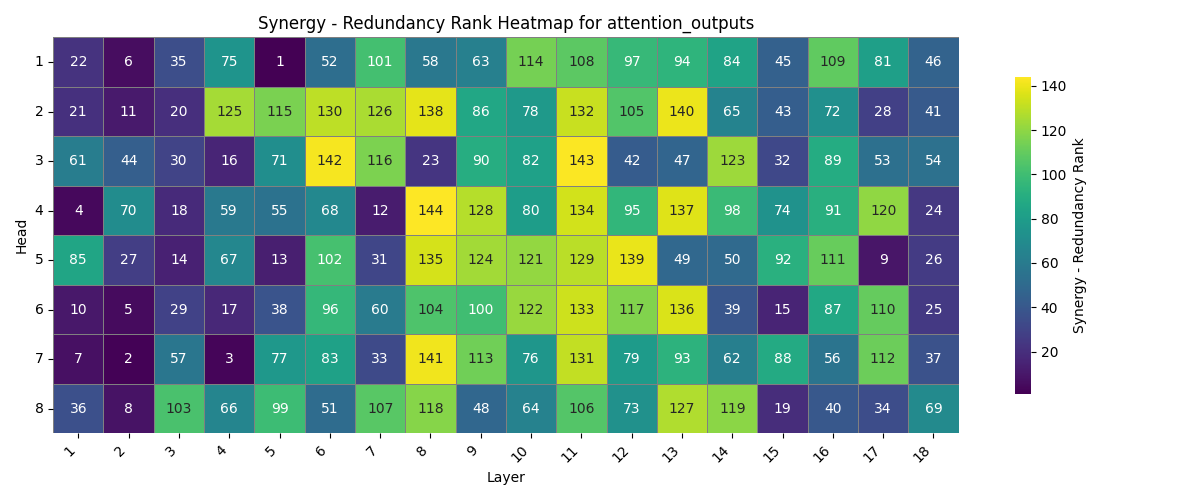 Synergy - Redundancy Rank Heatmap for attention_outputs
Head
1 22 6 35 75 1 52 101 58 63 114 108 97 94 84 45 109 81 46
2 21 11 20 125 115 130 126 138 86 78 132 105 140 65 43 72 28 41
3 61 44 30 16 71 142 116 23 90 82 143 42 47 123 32 89 53 54
4 4 70 18 59 55 68 12 144 128 80 134 95 137 98 74 91 120 24
5 85 27 14 67 13 102 31 135 124 121 129 139 49 50 92 111 9 26
6 10 5 29 17 38 96 60 104 100 122 133 117 136 39 15 87 110 25
7 7 2 57 3 77 83 33 141 113 76 131 79 93 62 88 56 112 37
8 36 8 103 66 99 51 107 118 48 64 106 73 127 119 19 40 34 69
1 2 3 4 5 6 7 8 9 10 11 12 13 14 15 16 17 18
Layer
140
120
100
80
60
40
20
Synergy - Redundancy Rank